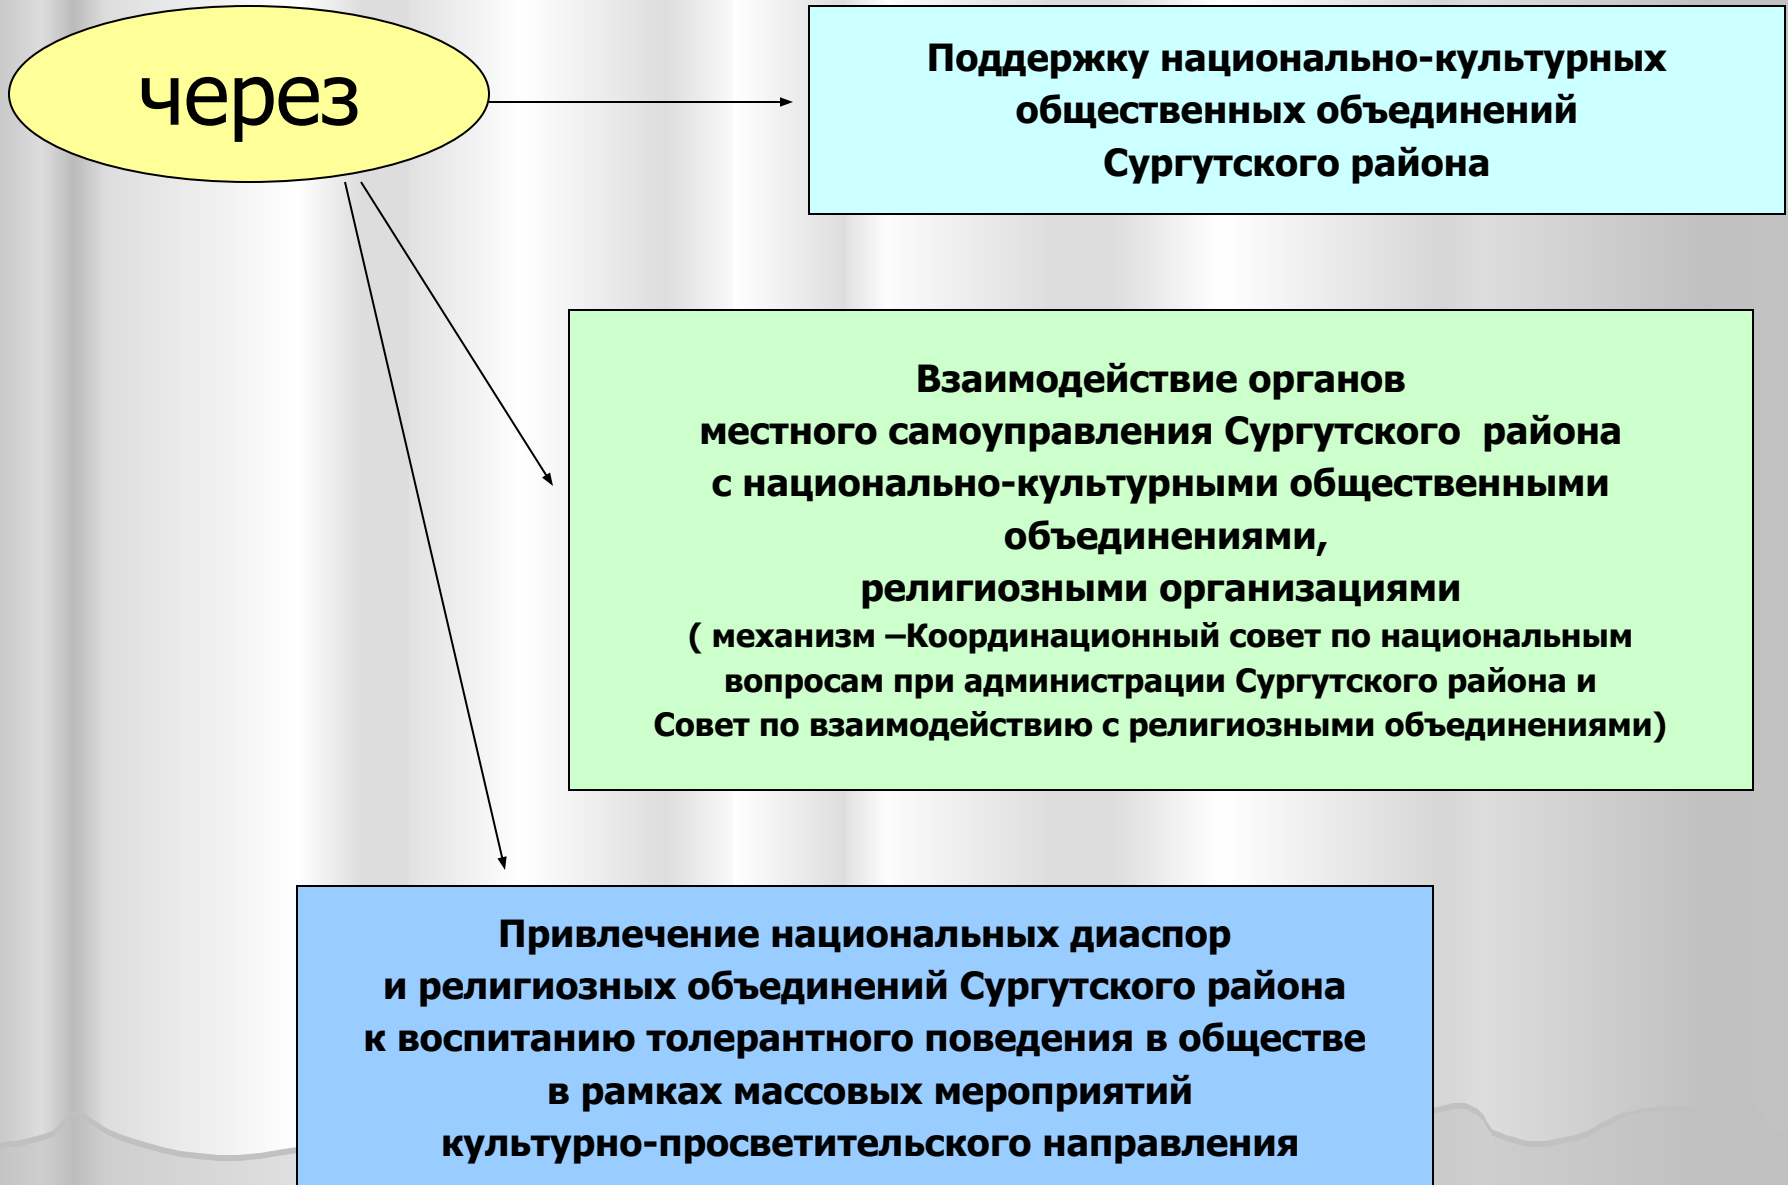 через
Поддержку национально-культурных
общественных объединений
Сургутского района
Взаимодействие органов
местного самоуправления Сургутского  района
с национально-культурными общественными
объединениями,
религиозными организациями
( механизм –Координационный совет по национальным
вопросам при администрации Сургутского района и
Совет по взаимодействию с религиозными объединениями)
Привлечение национальных диаспор
и религиозных объединений Сургутского района
к воспитанию толерантного поведения в обществе
в рамках массовых мероприятий
культурно-просветительского направления